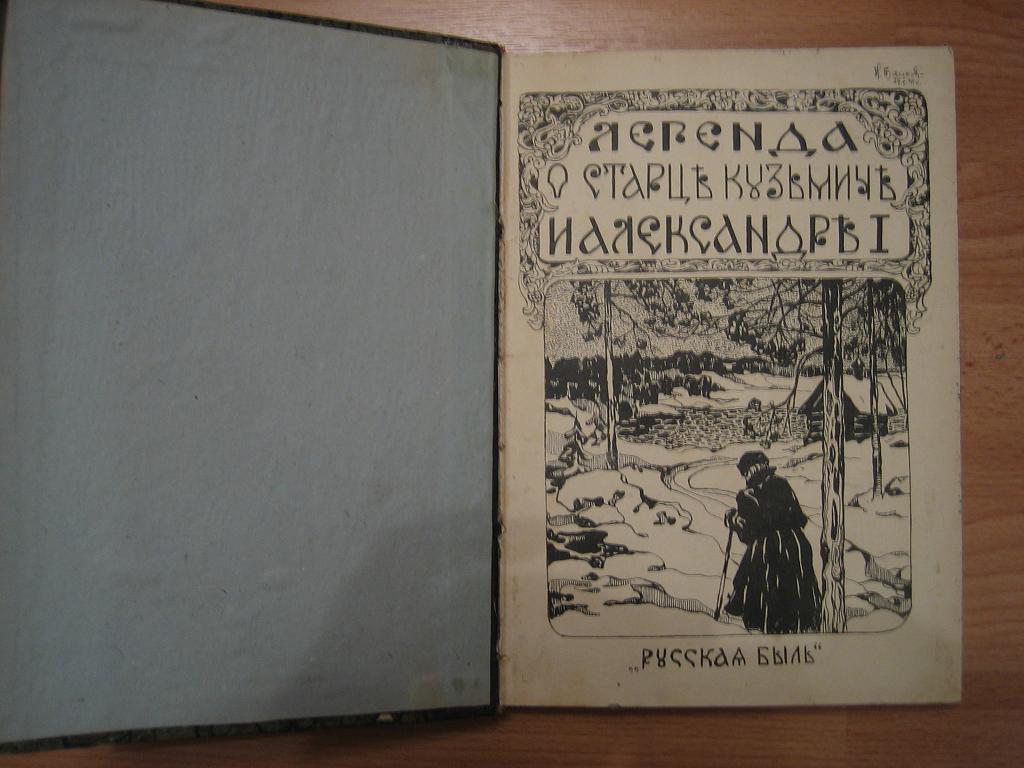 ЛЕГЕНДА
О СТАРЦѢ КУЗЬМИЧѢ
И АЛЕКСАНДРѢ I
„РУССКАЯ БЫЛЬ“